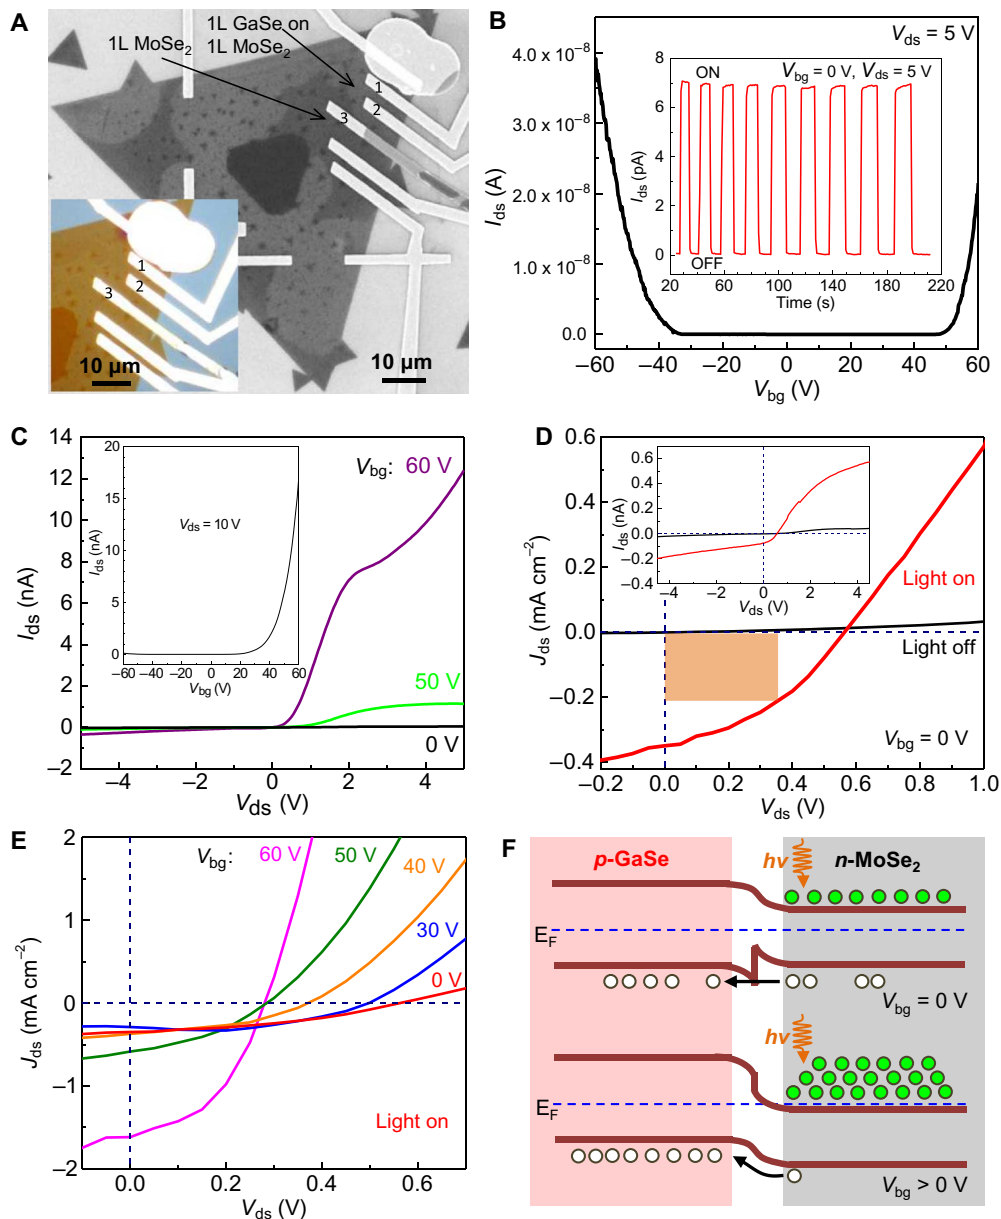 A
1L GaSe on
1L MoSe2
1L MoSe2
1
2
3
1
2
3
10 µm
10 µm
B
Vds = 5 V
4.0 x 10−8
3.0 x 10−8
2.0 x 10−8
1.0 x 10−8
0.0
Ids (A)
−60 −40 −20 0 20 40 60
Vbg (V)
ON
Vbg = 0 V, Vds = 5 V
OFF
8
6
4
2
0
Ids (pA)
20 60 100 140 180 220
Time (s)
C
14
12
10
8
6
4
2
0
−2
Ids (nA)
Vbg: 60 V
50 V
0 V
−4 −2 0 2 4
Vds (V)
20
15
10
5
0
Ids (nA)
Vds = 10 V
−60 −40 −20 0 20 40 60
Vbg (V)
D
0.6
0.4
0.2
0.0
−0.2
−0.4
Jds (mA cm−2)
Light on
Light off
Vbg = 0 V
−0.2 0.0 0.2 0.4 0.6 0.8 1.0
Vds (V)
0.6
0.4
0.2
0.0
−0.2
−0.4
Ids (nA)
−4 −2 0 2 4
Vds (V)
E
2
1
0
−1
−2
Jds (mA cm−2)
Vbg: 60 V
50 V
40 V
30 V
0 V
Light on
0.0 0.2 0.4 0.6
Vds (V)
F
p-GaSe
hν
n-MoSe2
EF
Vbg = 0 V
hν
EF
Vbg > 0 V